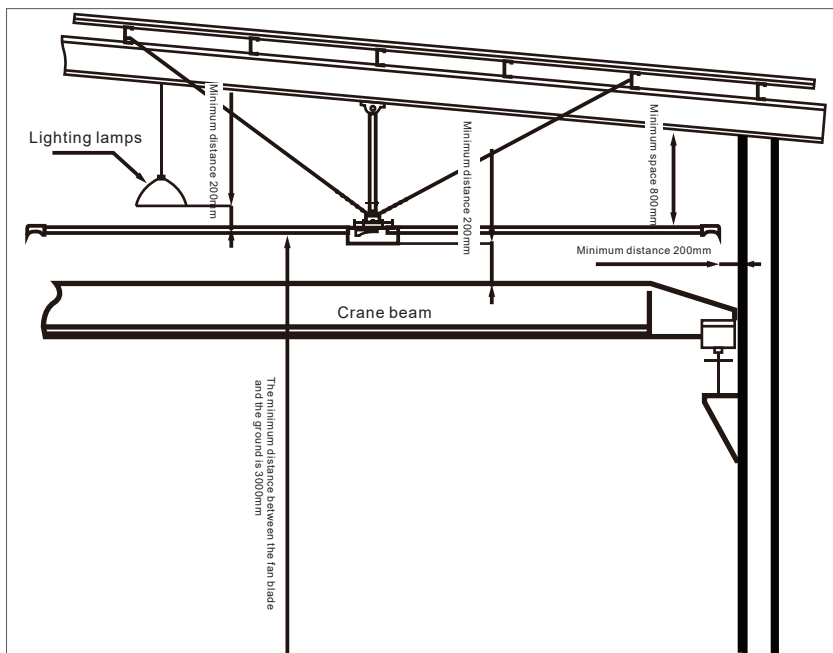 Lighting lamps
Minimum distance 200mm
Minimum distance 200mm
Minimum space 800mm
Minimum distance 200mm
Crane beam
The minimum distance between the fan blade
and the ground is 3000mm